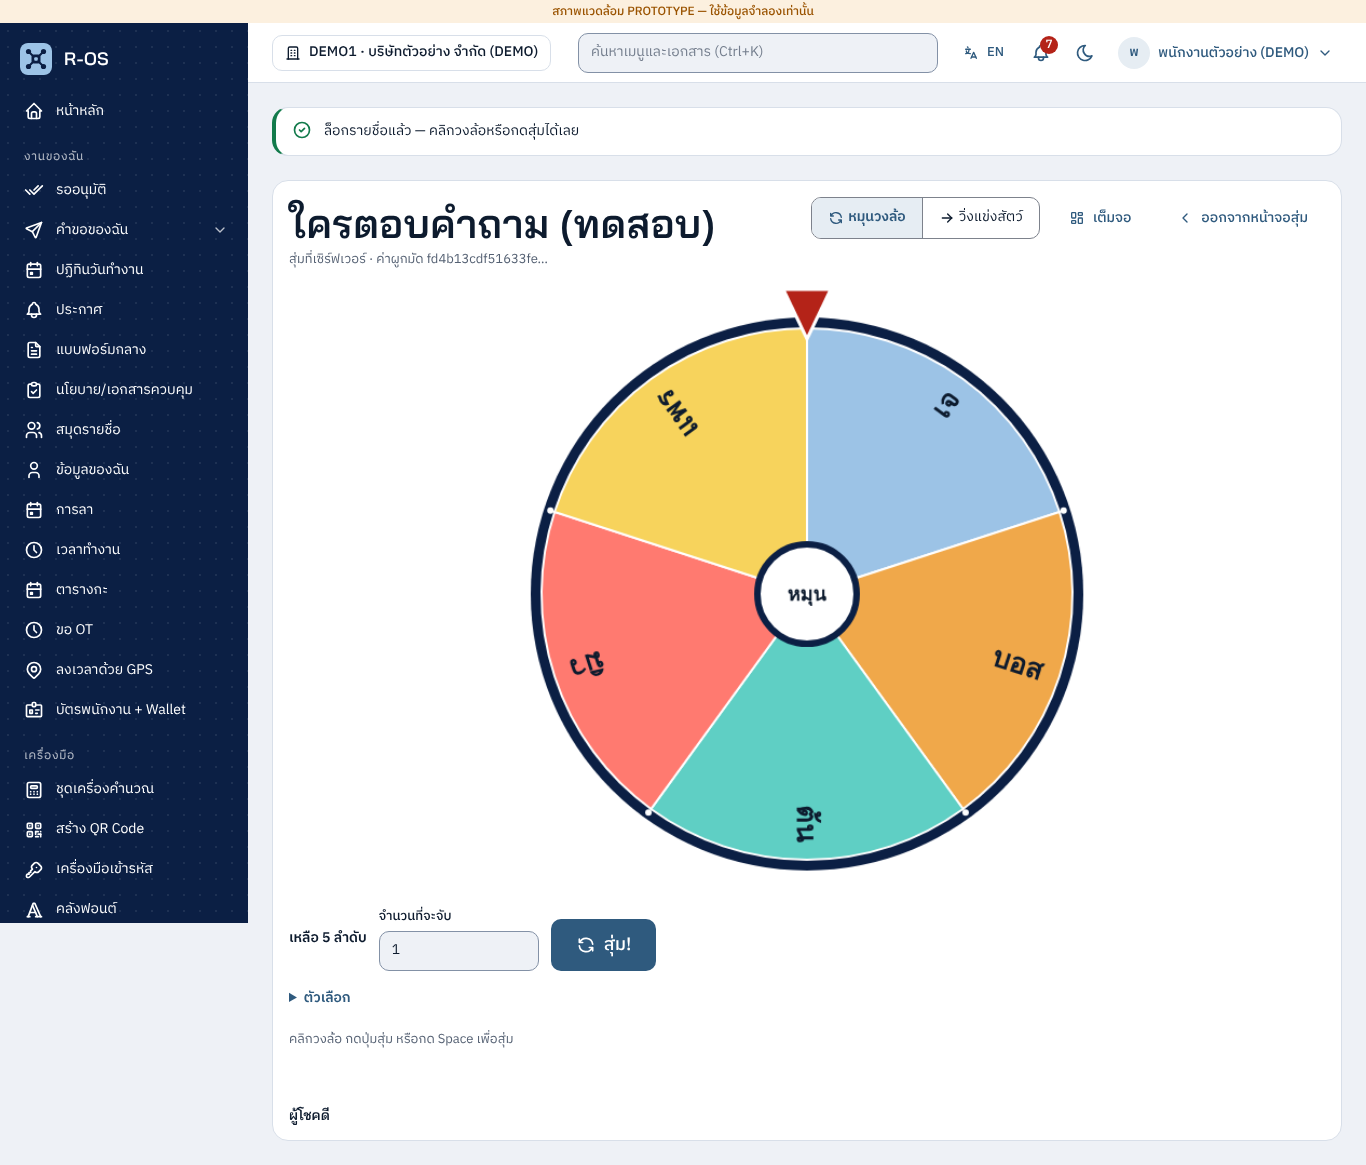 สภาพแวดล้อม PROTOTYPE — ใช้ข้อมูลจำลองเท่านั้น
R-OS
DEMO1 · บริษัทตัวอย่าง จำกัด (DEMO)
ค้นหาเมนูและเอกสาร (Ctrl+K)
EN
7
พ
พนักงานตัวอย่าง (DEMO)
หน้าหลัก
งานของฉัน
รออนุมัติ
คำขอของฉัน
ปฏิทินวันทำงาน
ประกาศ
แบบฟอร์มกลาง
นโยบาย/เอกสารควบคุม
สมุดรายชื่อ
ข้อมูลของฉัน
การลา
เวลาทำงาน
ตารางกะ
ขอ OT
ลงเวลาด้วย GPS
บัตรพนักงาน + Wallet
เครื่องมือ
ชุดเครื่องคำนวณ
สร้าง QR Code
เครื่องมือเข้ารหัส
คลังฟอนต์
ล็อกรายชื่อแล้ว — คลิกวงล้อหรือกดสุ่มได้เลย
ใครตอบคำถาม (ทดสอบ)
หมุนวงล้อ
วิ่งแข่งสัตว์
เต็มจอ
ออกจากหน้าจอสุ่ม
สุ่มที่เซิร์ฟเวอร์ · ค่าผูกมัด fd4b13cdf51633fe…
แพร
เจ
บอส
ต้น
มิว
หมุน
จำนวนที่จะจับ
เหลือ 5 ลำดับ
1
สุ่ม!
ตัวเลือก
คลิกวงล้อ กดปุ่มสุ่ม หรือกด Space เพื่อสุ่ม
ผู้โชคดี